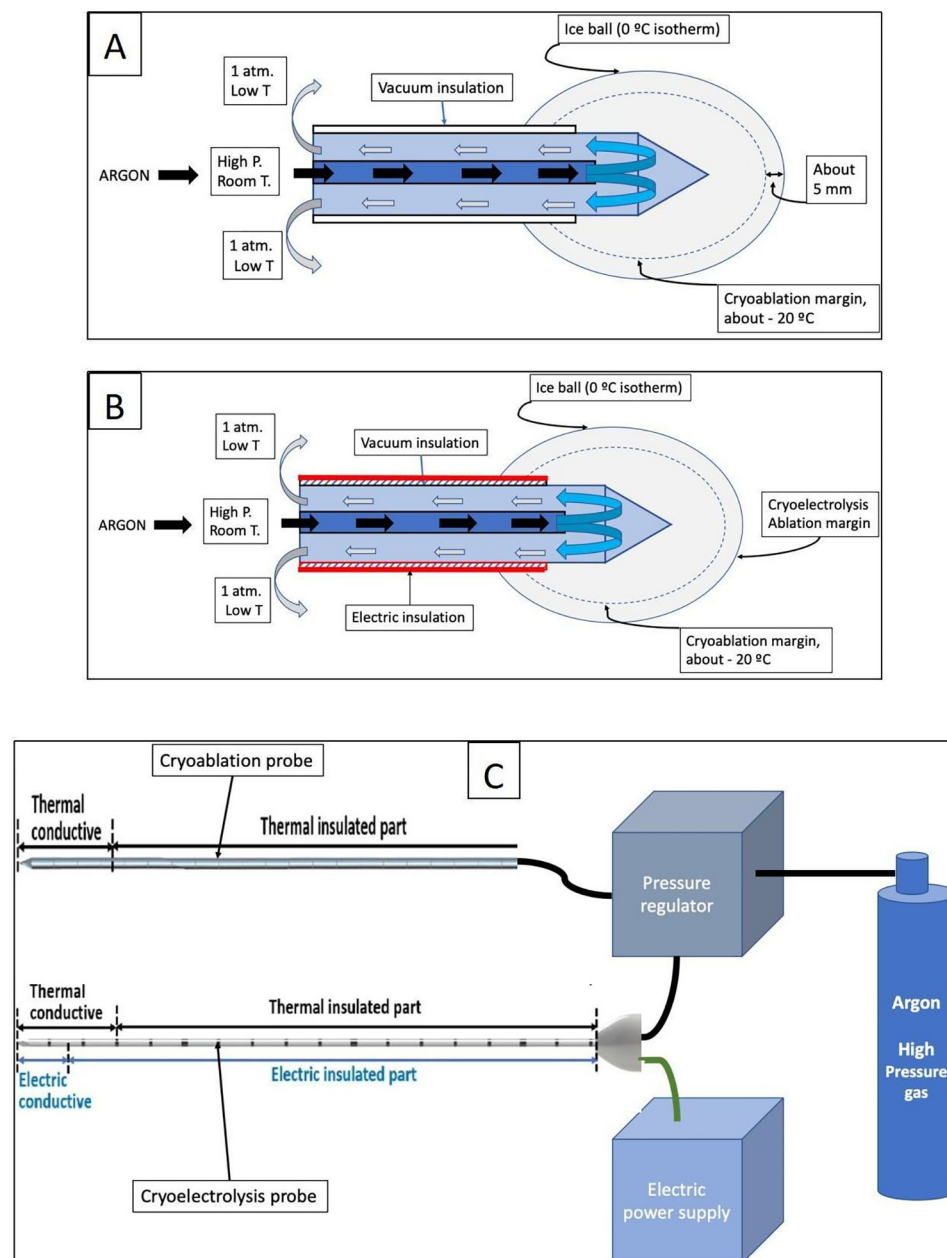 A
Ice ball (0 ºC isotherm)
1 atm.
Low T
Vacuum insulation
ARGON
High P.
Room T.
About
5 mm
1 atm.
Low T
Cryoablation margin,
about - 20 ºC
B
Ice ball (0 ºC isotherm)
1 atm.
Low T
Vacuum insulation
ARGON
High P.
Room T.
Cryoelectrolysis
Ablation margin
1 atm.
Low T
Electric insulation
Cryoablation margin,
about - 20 ºC
C
Cryoablation probe
Thermal
conductive
Thermal insulated part
Pressure
regulator
Thermal
conductive
Thermal insulated part
Electric
conductive
Electric insulated part
Cryoelectrolysis probe
Electric
power supply
Argon
High
Pressure
gas